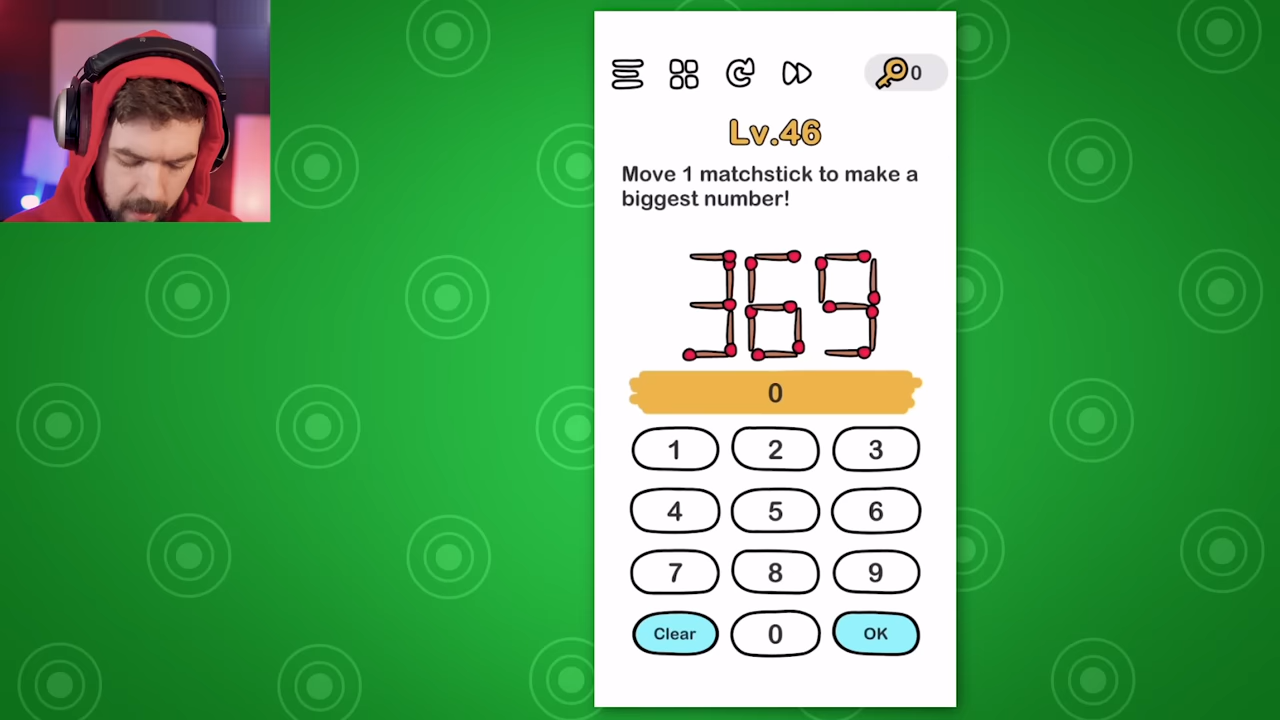 0
Lv.46
Move 1 matchstick to make a
biggest number!
369
0
1 2 3
4 5 6
7 8 9
Clear 0 OK